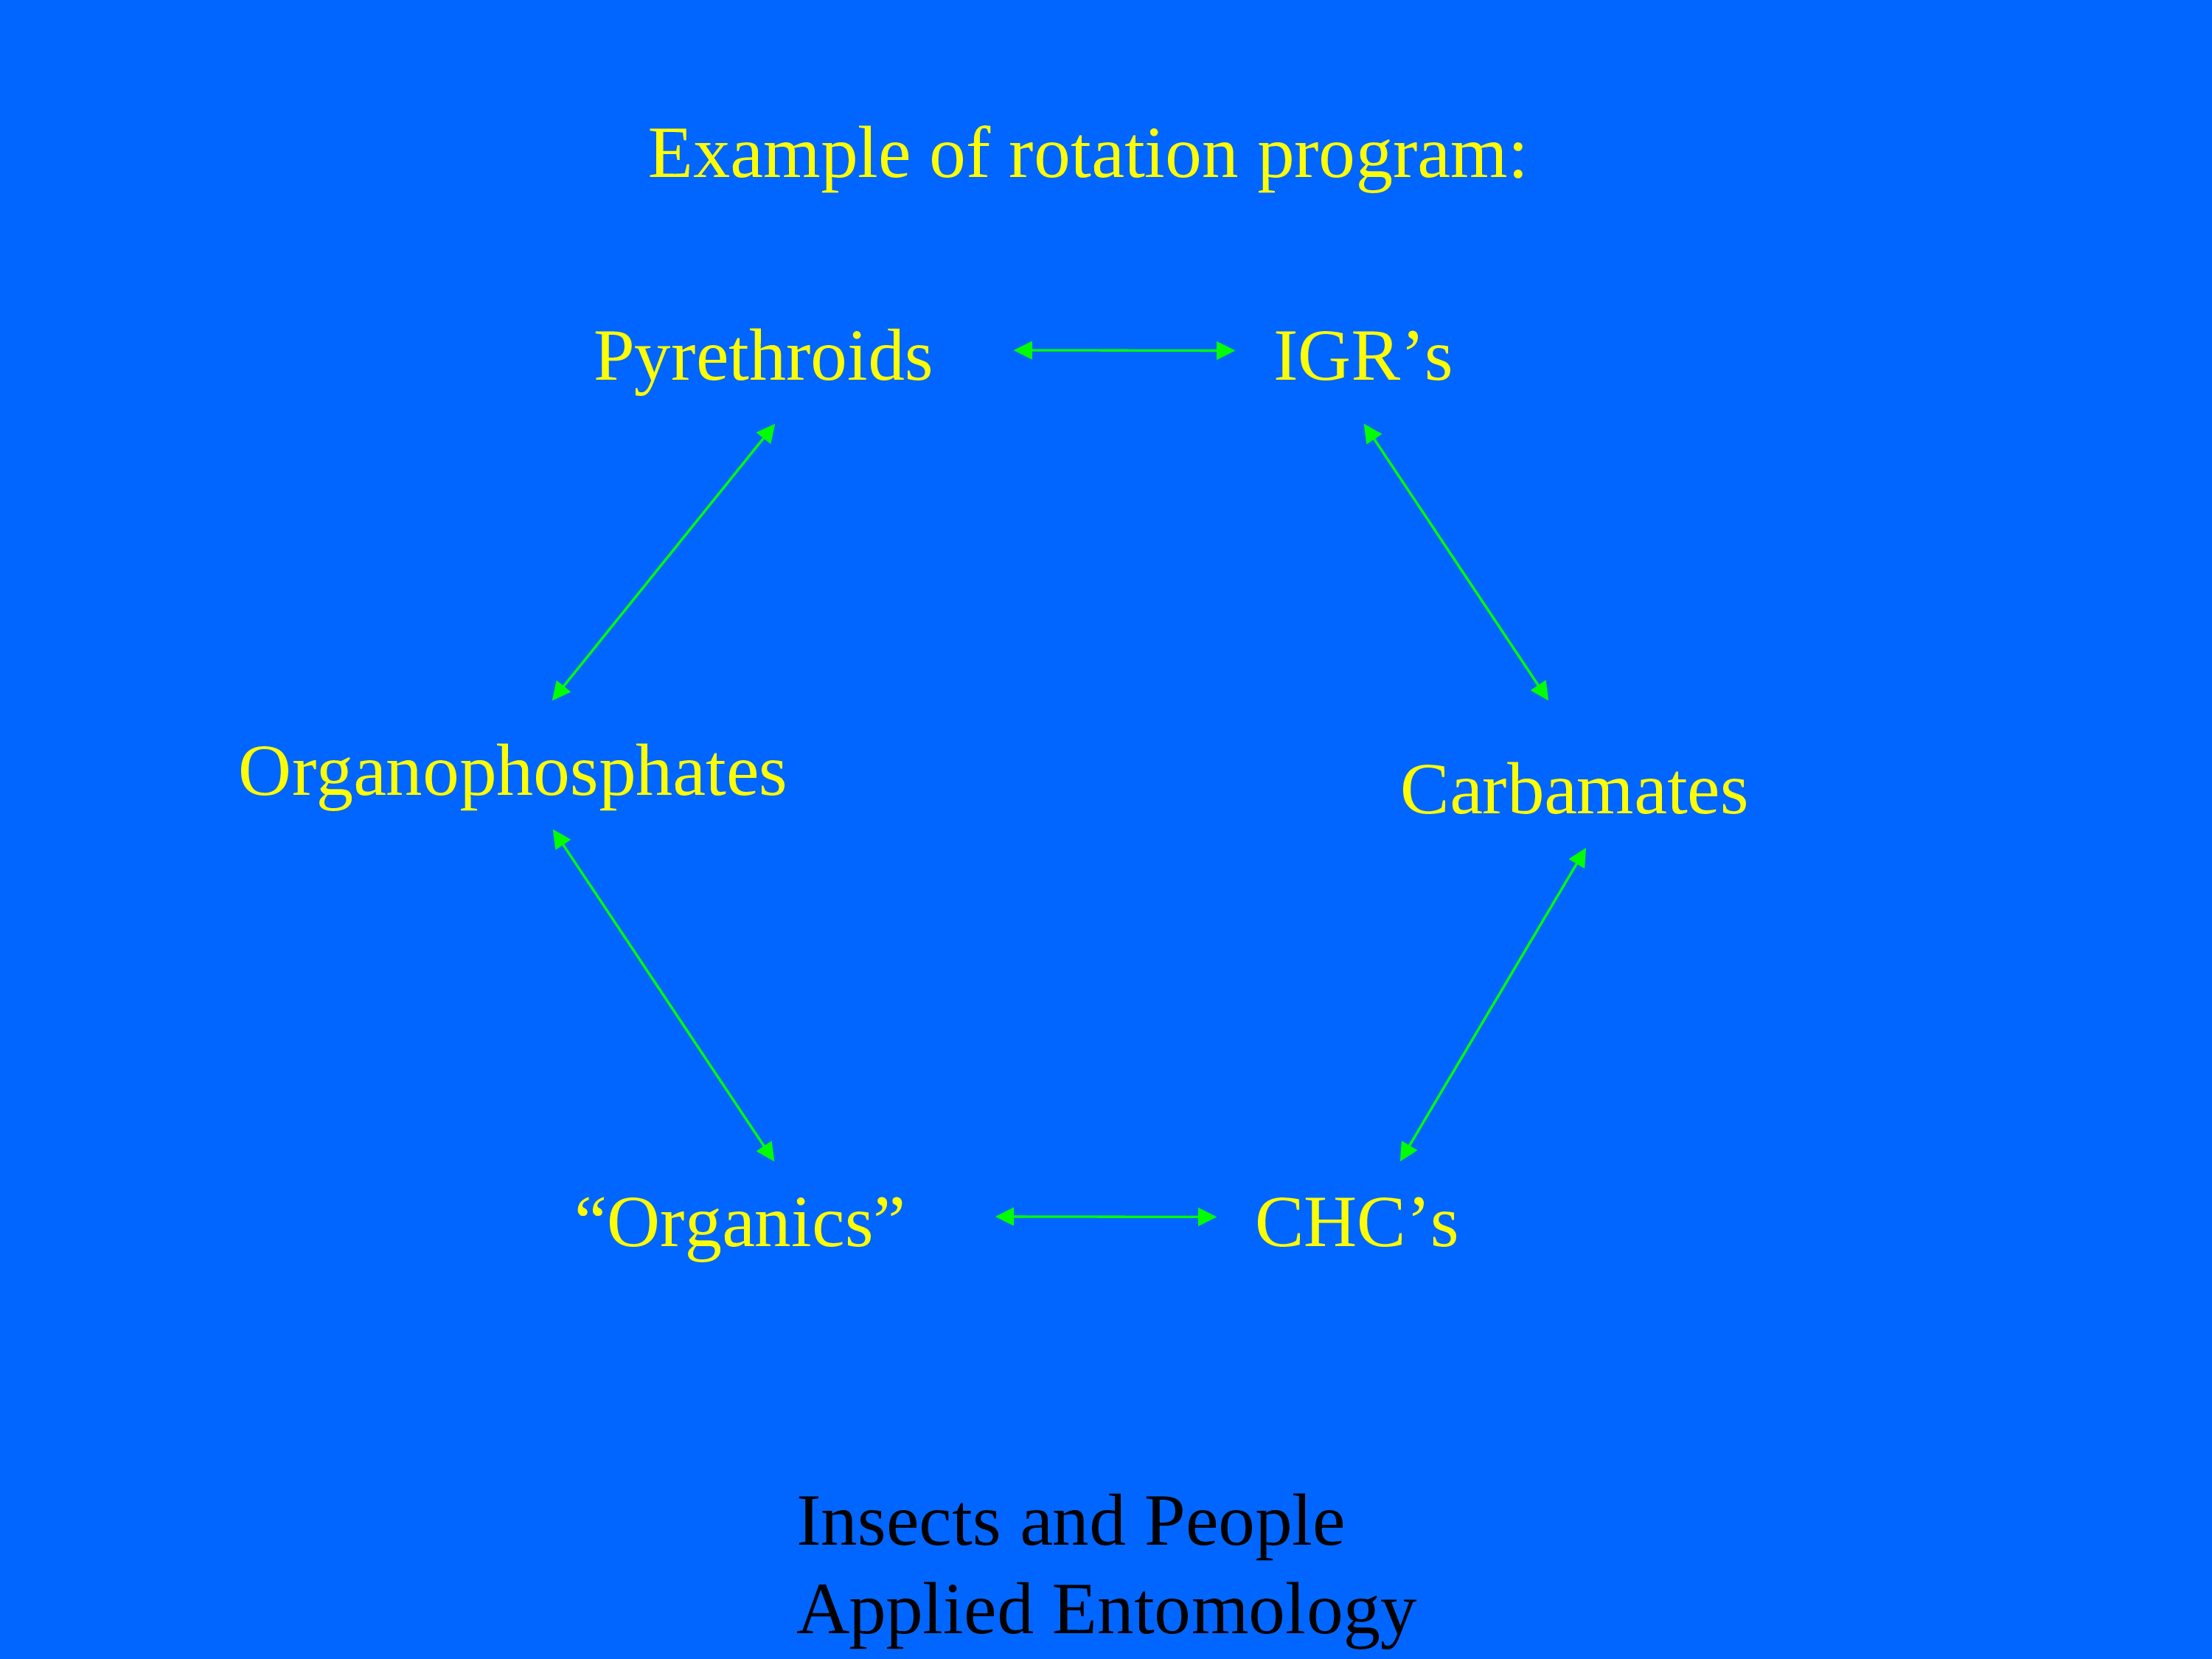 Example of rotation program:
Pyrethroids
IGR’s
Organophosphates
Carbamates
“Organics”
CHC’s
Insects and People
Applied Entomology